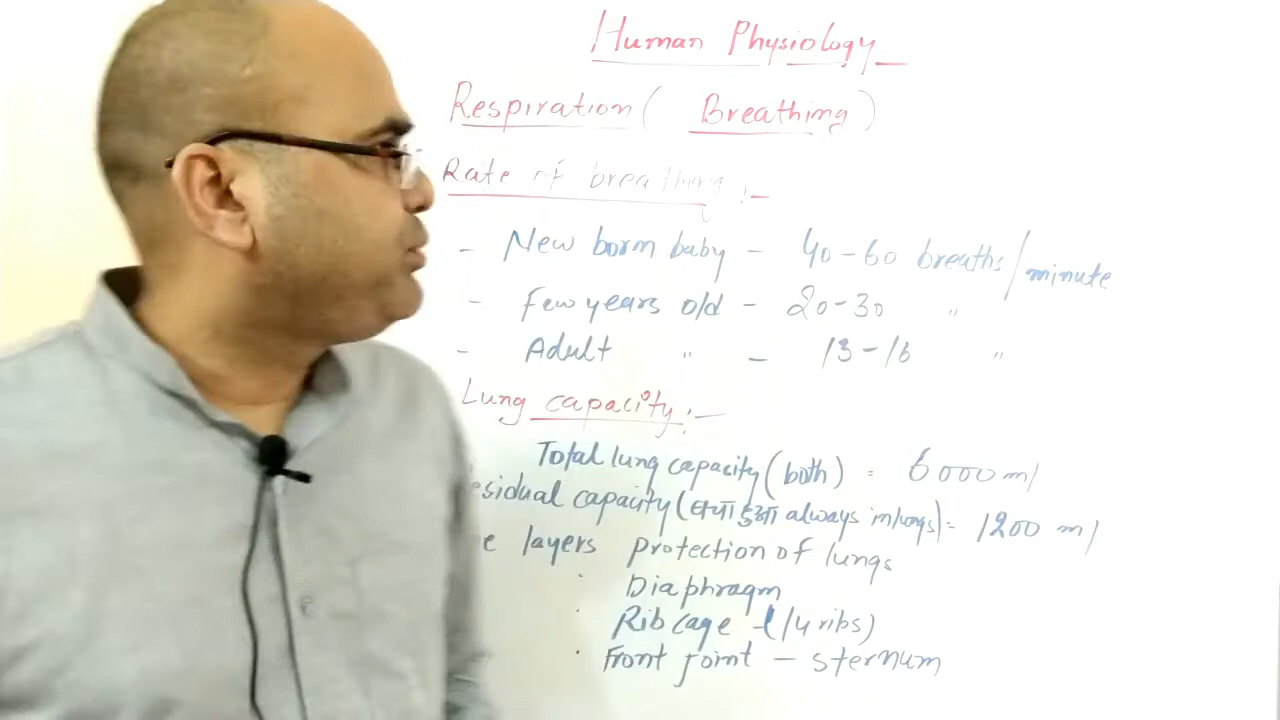 Human Physiology
Respiration ( Breathing )
Rate of breathing :-
- New born baby - 40-60 breaths/minute
- Few years old - 20-30 "
- Adult " - 13-16 "
Lung capacity :-
Total lung capacity (both) = 6000 ml
esidual capacity (बचा हुआ always in lungs) = 1200 ml
e layers protection of lungs
Diaphragm
Rib cage - (14 ribs)
Front joint - sternum